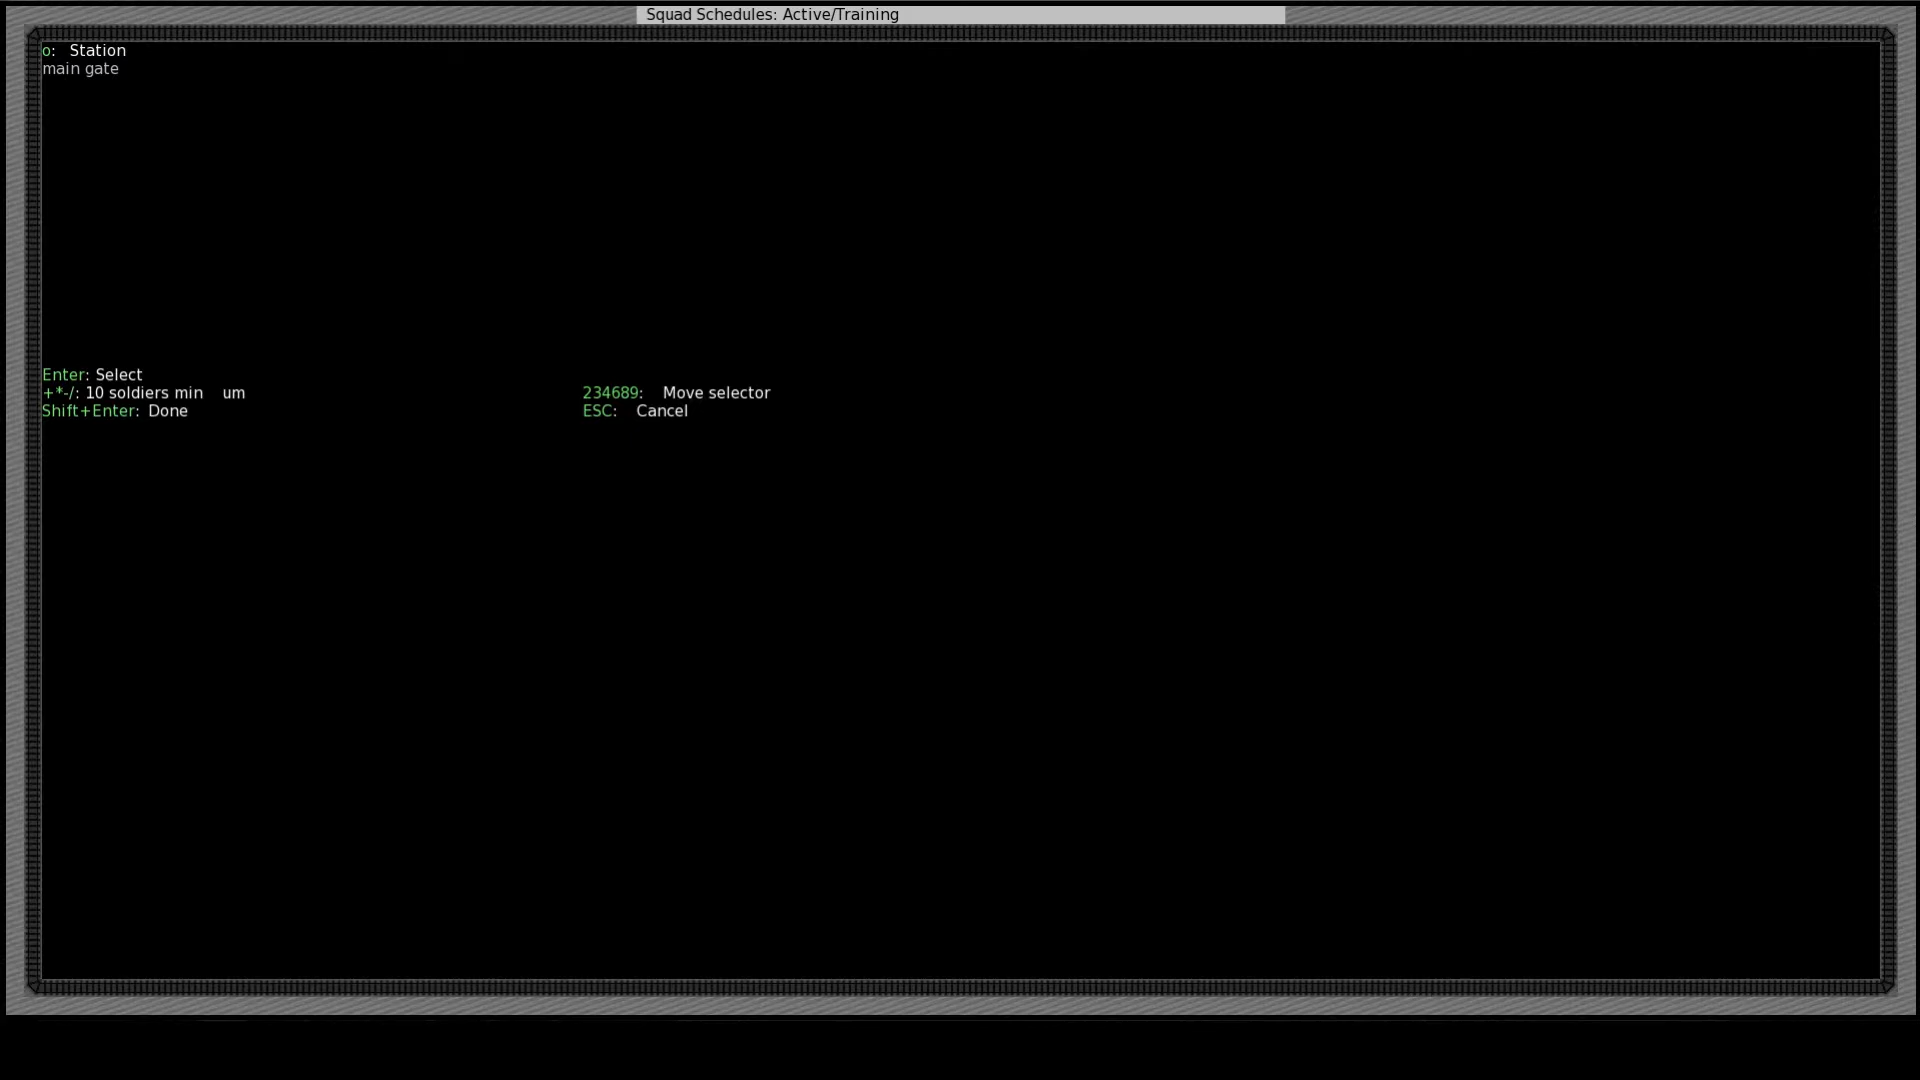 Squad Schedules: Active/Training
o: Station
main gate
Enter: Select
+*-/: 10 soldiers min um
234689: Move selector
Shift+Enter: Done
ESC: Cancel